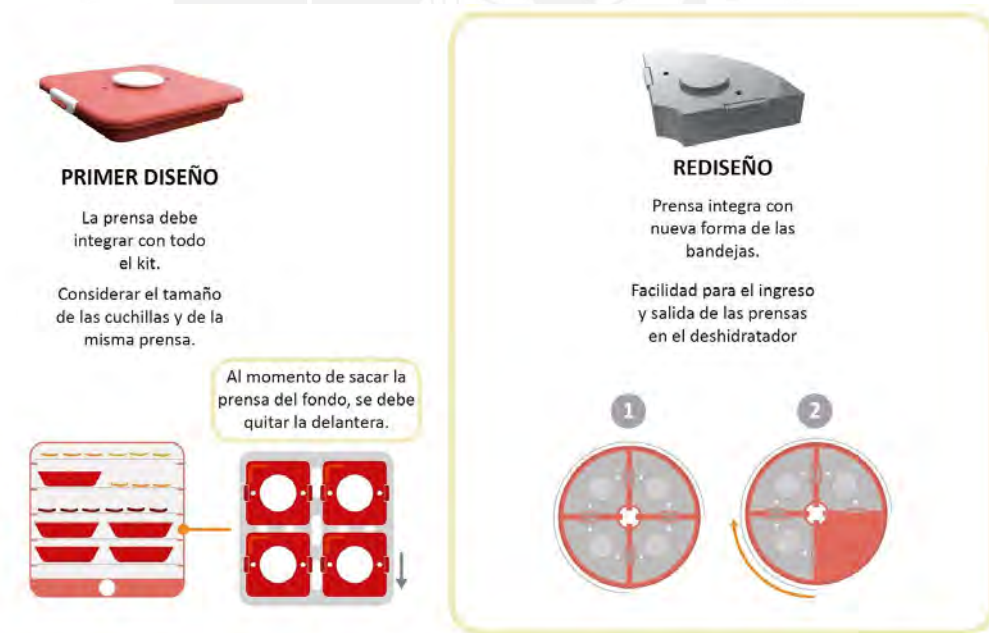 PRIMER DISEÑO
La prensa debe
integrar con todo
el kit.
Considerar el tamaño
de las cuchillas y de la
misma prensa.
Al momento de sacar la
prensa del fondo, se debe
quitar la delantera.
REDISEÑO
Prensa integra con
nueva forma de las
bandejas.
Facilidad para el ingreso
y salida de las prensas
en el deshidratador
1
2